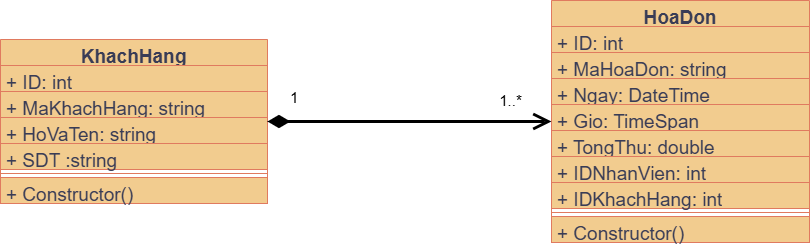 KhachHang
+ ID: int
+ MaKhachHang: string
+ HoVaTen: string
+ SDT :string
+ Constructor()
1
1..*
HoaDon
+ ID: int
+ MaHoaDon: string
+ Ngay: DateTime
+ Gio: TimeSpan
+ TongThu: double
+ IDNhanVien: int
+ IDKhachHang: int
+ Constructor()